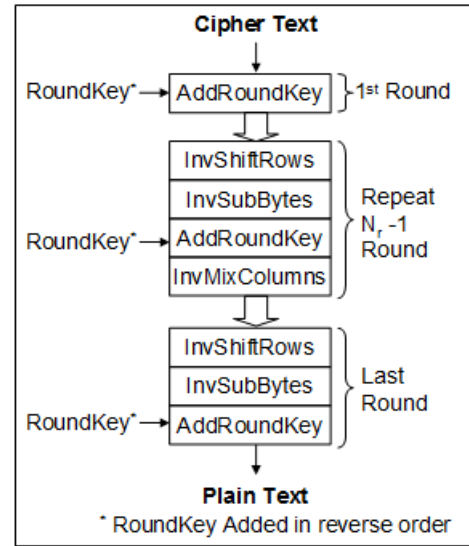 Cipher Text
RoundKey* AddRoundKey 1st Round
InvShiftRows
InvSubBytes
RoundKey* AddRoundKey
InvMixColumns
Repeat
Nr -1
Round
InvShiftRows
InvSubBytes
RoundKey* AddRoundKey
Last
Round
Plain Text
* RoundKey Added in reverse order